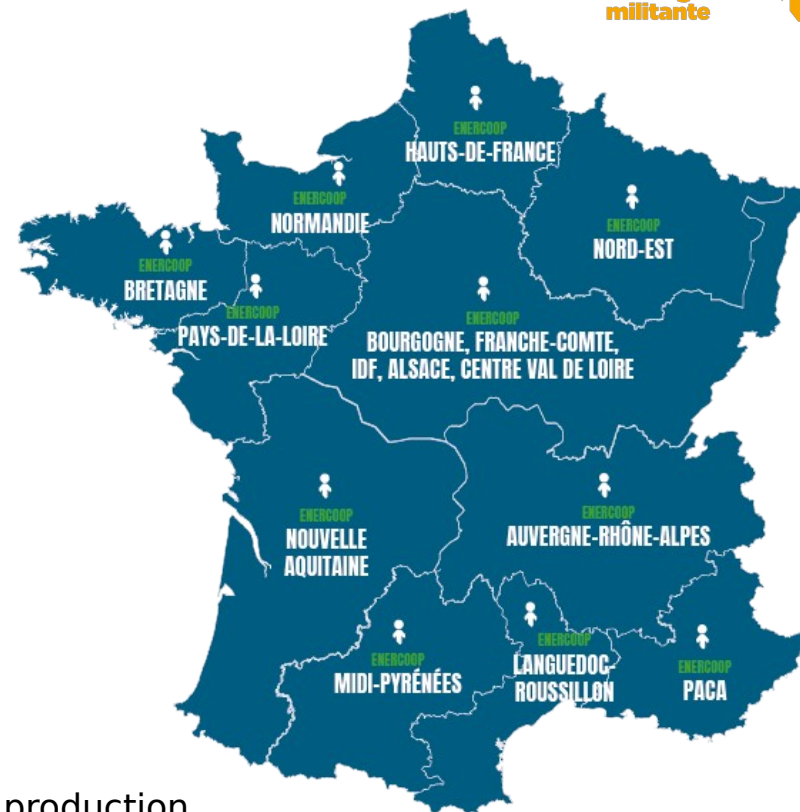 militante
ENERCOOP
HAUTS-DE-FRANCE
ENERCOOP
NORMANDIE
ENERCOOP
NORD-EST
ENERCOOP
BRETAGNE
ENERCOOP
PAYS-DE-LA-LOIRE
ENERCOOP
BOURGOGNE, FRANCHE-COMTE,
IDF, ALSACE, CENTRE VAL DE LOIRE
ENERCOOP
NOUVELLE
AQUITAINE
ENERCOOP
AUVERGNE-RHÔNE-ALPES
ENERCOOP
MIDI-PYRÉNÉES
ENERCOOP
LANGUEDOC-
ROUSSILLON
ENERCOOP
PACA
production